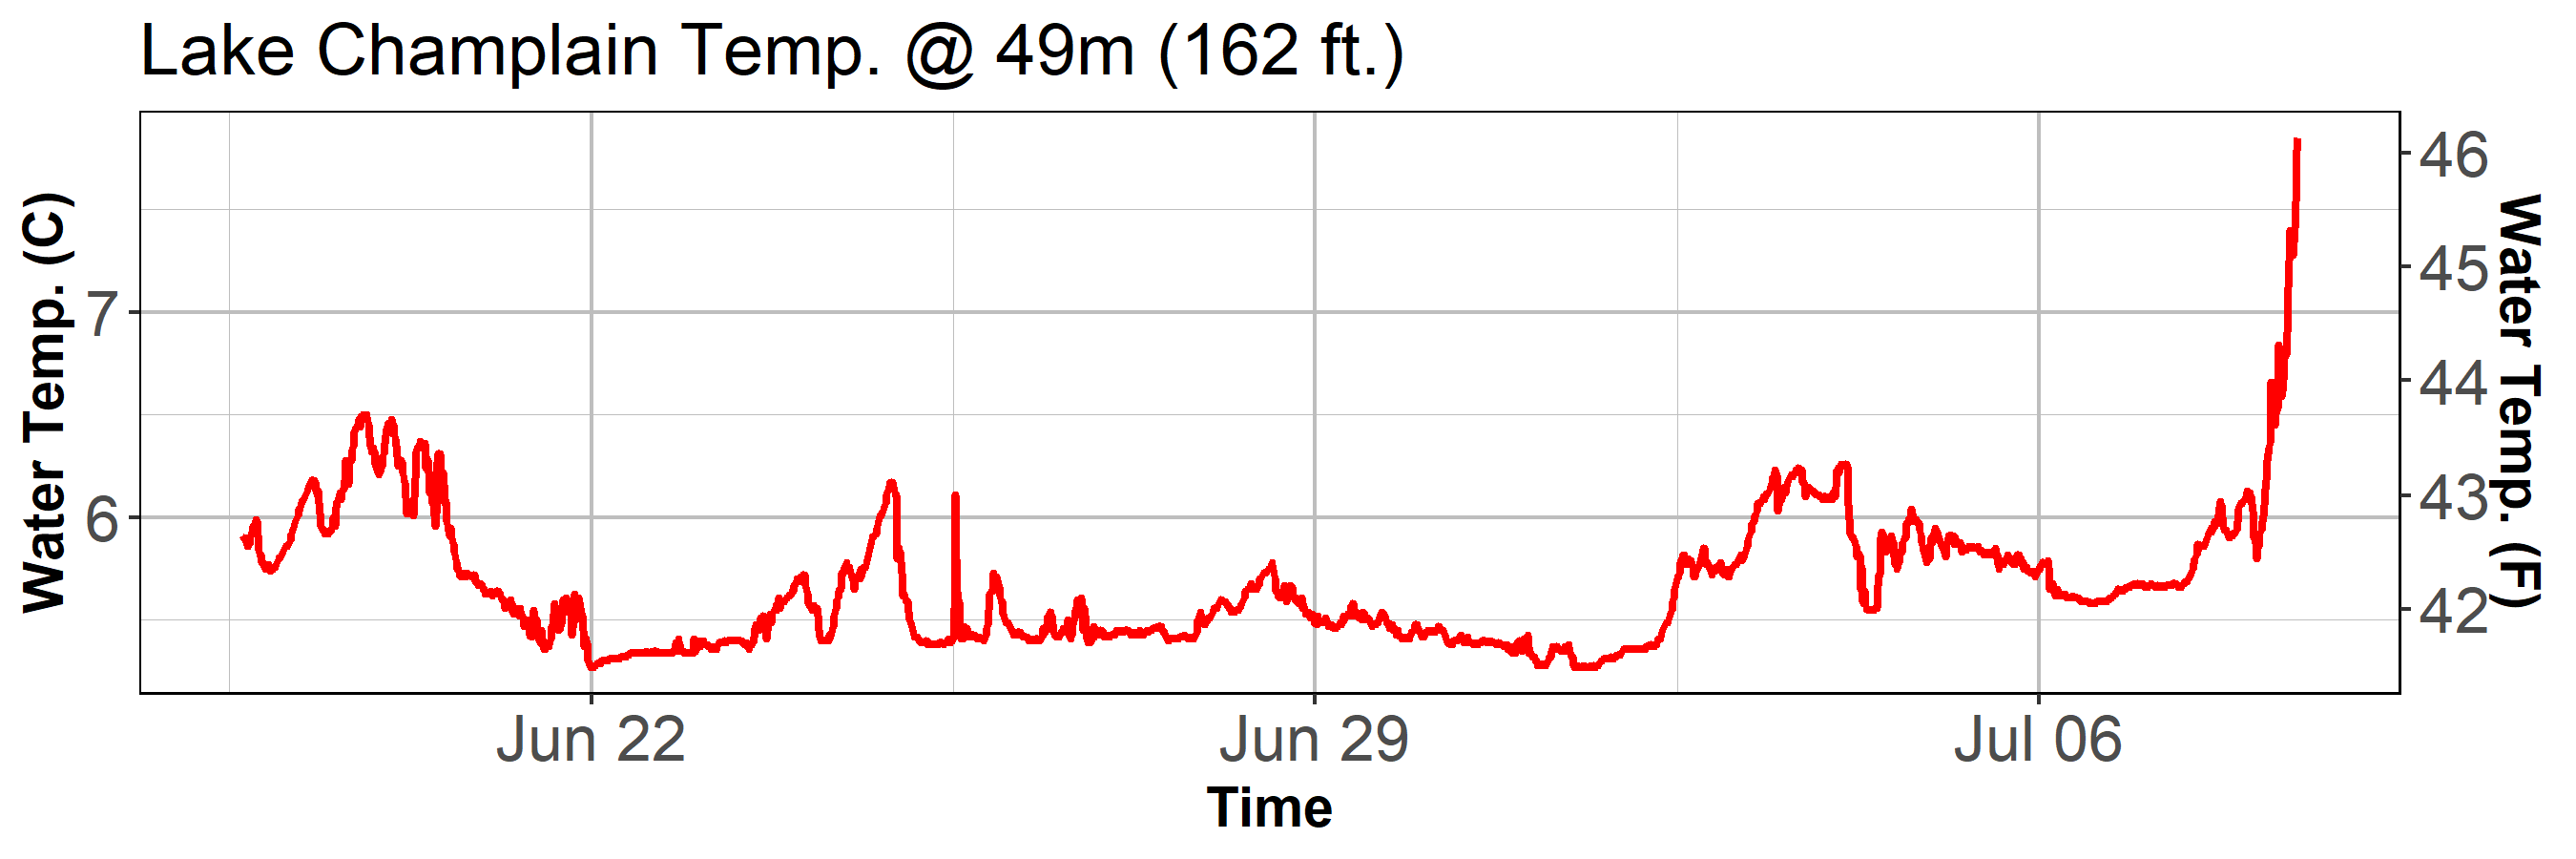 Lake Champlain Temp. @ 49m (162 ft.)
Water Temp. (C)
7
6
46
45
44
43
42
Water Temp. (F)
Jun 22
Jun 29
Jul 06
Time